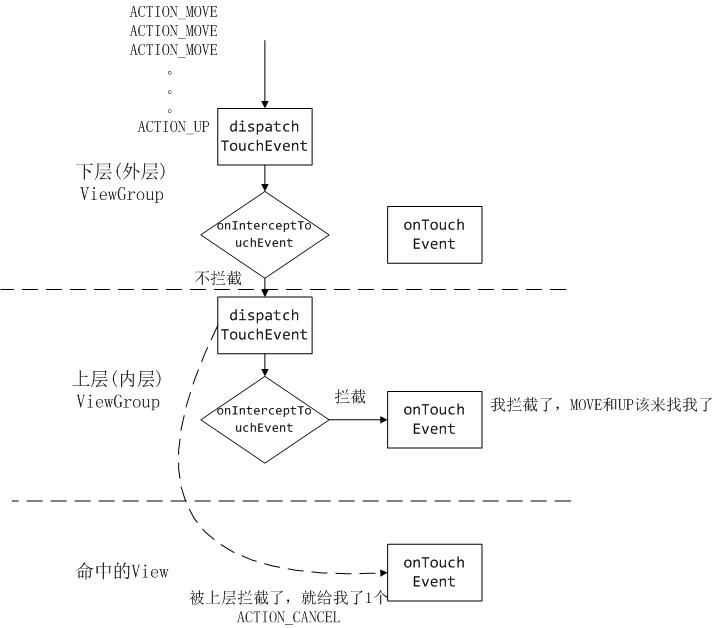 ACTION_MOVE
ACTION_MOVE
ACTION_MOVE
。
。
。
ACTION_UP
dispatch
TouchEvent
下层(外层)
ViewGroup
onInterceptTo
uchEvent
onTouch
Event
不拦截
dispatch
TouchEvent
上层(内层)
ViewGroup
onInterceptTo
uchEvent
拦截
onTouch
Event
我拦截了，MOVE和UP该来找我了
命中的View
onTouch
Event
被上层拦截了，就给我了1个
ACTION_CANCEL